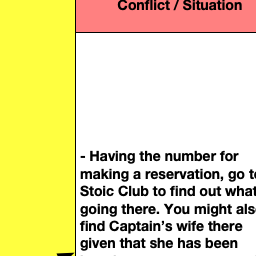 Conflict / Situation
- Having the number for
making a reservation, go to
Stoic Club to find out what
going there. You might also
find Captain’s wife there
given that she has been